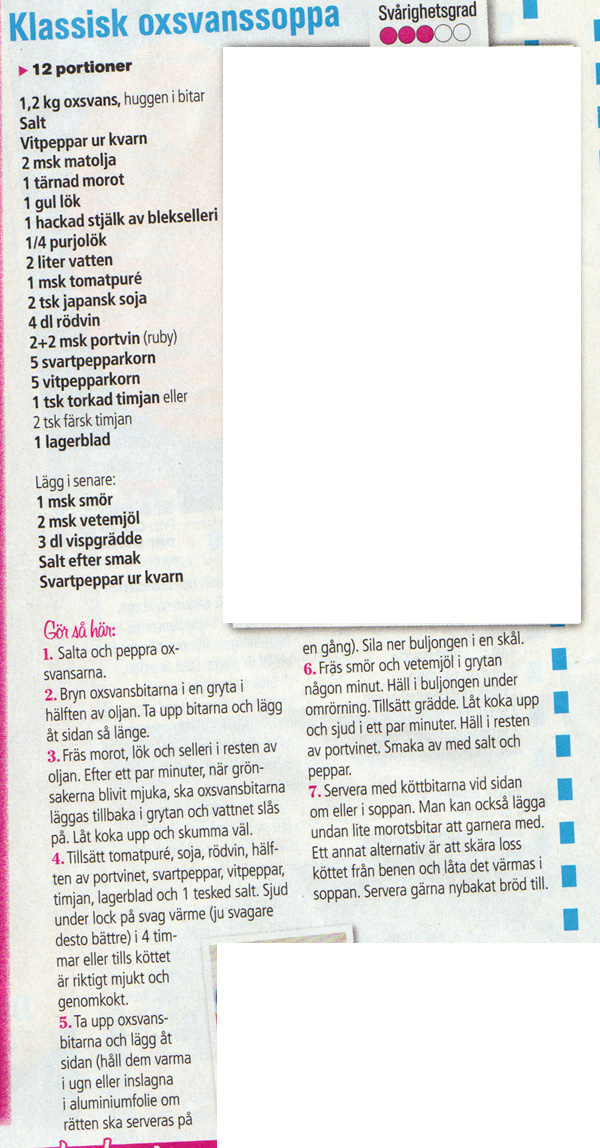 Klassisk oxsvanssoppa
Svårighetsgrad
▶ 12 portioner
1,2 kg oxsvans, huggen i bitar
Salt
Vitpeppar ur kvarn
2 msk matolja
1 tärnad morot
1 gul lök
1 hackad stjälk av blekselleri
1/4 purjolök
2 liter vatten
1 msk tomatpuré
2 tsk japansk soja
4 dl rödvin
2+2 msk portvin (ruby)
5 svartpepparkorn
5 vitpepparkorn
1 tsk torkad timjan eller
2 tsk färsk timjan
1 lagerblad
Lägg i senare:
1 msk smör
2 msk vetemjöl
3 dl vispgrädde
Salt efter smak
Svartpeppar ur kvarn
Gör så här:
1. Salta och peppra ox-
svansarna.
2. Bryn oxsvansbitarna i en gryta i
hälften av oljan. Ta upp bitarna och lägg
åt sidan så länge.
3. Fräs morot, lök och selleri i resten av
oljan. Efter ett par minuter, när grön-
sakerna blivit mjuka, ska oxsvansbitarna
läggas tillbaka i grytan och vattnet slås
på. Låt koka upp och skumma väl.
4. Tillsätt tomatpuré, soja, rödvin, hälf-
ten av portvinet, svartpeppar, vitpeppar,
timjan, lagerblad och 1 tesked salt. Sjud
under lock på svag värme (ju svagare
desto bättre) i 4 tim-
mar eller tills köttet
är riktigt mjukt och
genomkokt.
5. Ta upp oxsvans-
bitarna och lägg åt
sidan (håll dem varma
i ugn eller inslagna
i aluminiumfolie om
rätten ska serveras på
en gång). Sila ner buljongen i en skål.
6. Fräs smör och vetemjöl i grytan
någon minut. Häll i buljongen under
omrörning. Tillsätt grädde. Låt koka upp
och sjud i ett par minuter. Häll i resten
av portvinet. Smaka av med salt och
peppar.
7. Servera med köttbitarna vid sidan
om eller i soppan. Man kan också lägga
undan lite morotsbitar att garnera med.
Ett annat alternativ är att skära loss
köttet från benen och låta det värmas i
soppan. Servera gärna nybakat bröd till.